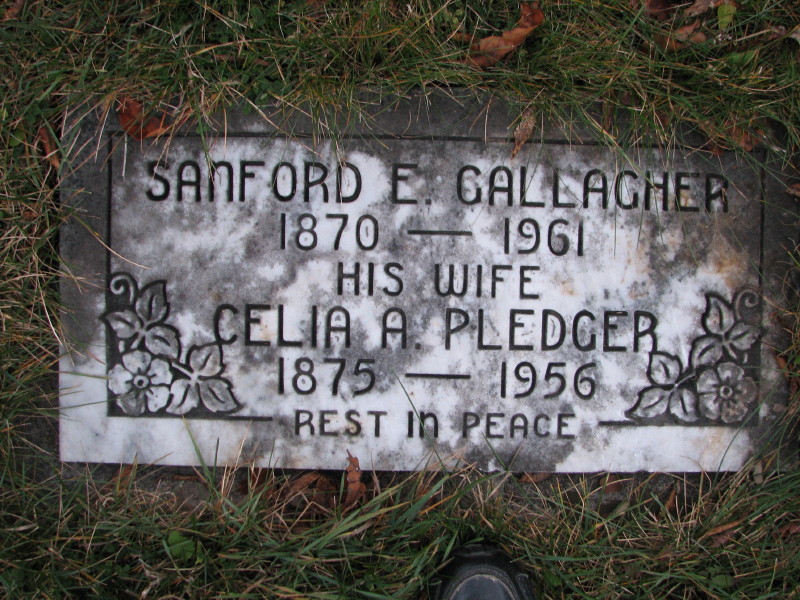 SANFORD E. GALLAGHER
1870 — 1961
HIS WIFE
CELIA A. PLEDGER
1875 — 1956
REST IN PEACE